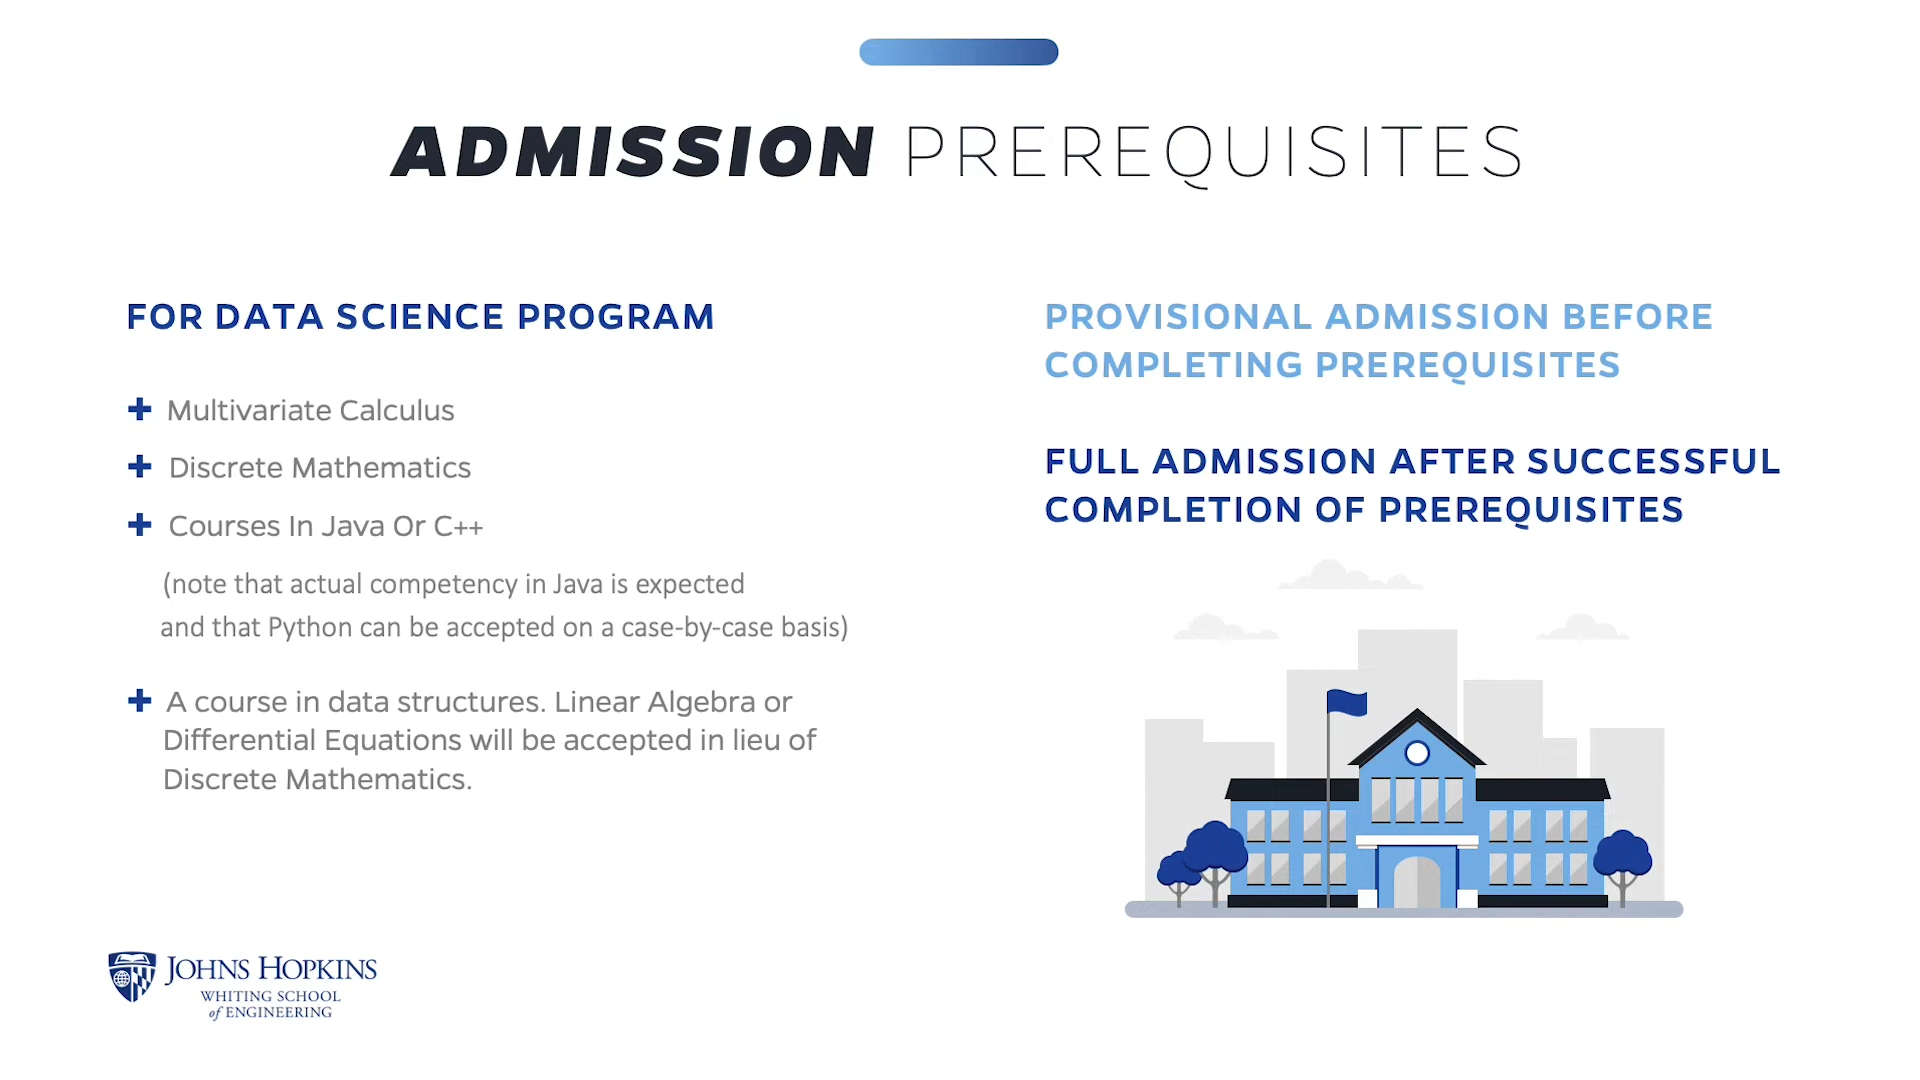 ADMISSION PREREQUISITES
FOR DATA SCIENCE PROGRAM
+ Multivariate Calculus
+ Discrete Mathematics
+ Courses In Java Or C++
(note that actual competency in Java is expected
and that Python can be accepted on a case-by-case basis)
+ A course in data structures. Linear Algebra or
Differential Equations will be accepted in lieu of
Discrete Mathematics.
PROVISIONAL ADMISSION BEFORE
COMPLETING PREREQUISITES
FULL ADMISSION AFTER SUCCESSFUL
COMPLETION OF PREREQUISITES
JOHNS HOPKINS
WHITING SCHOOL
of ENGINEERING